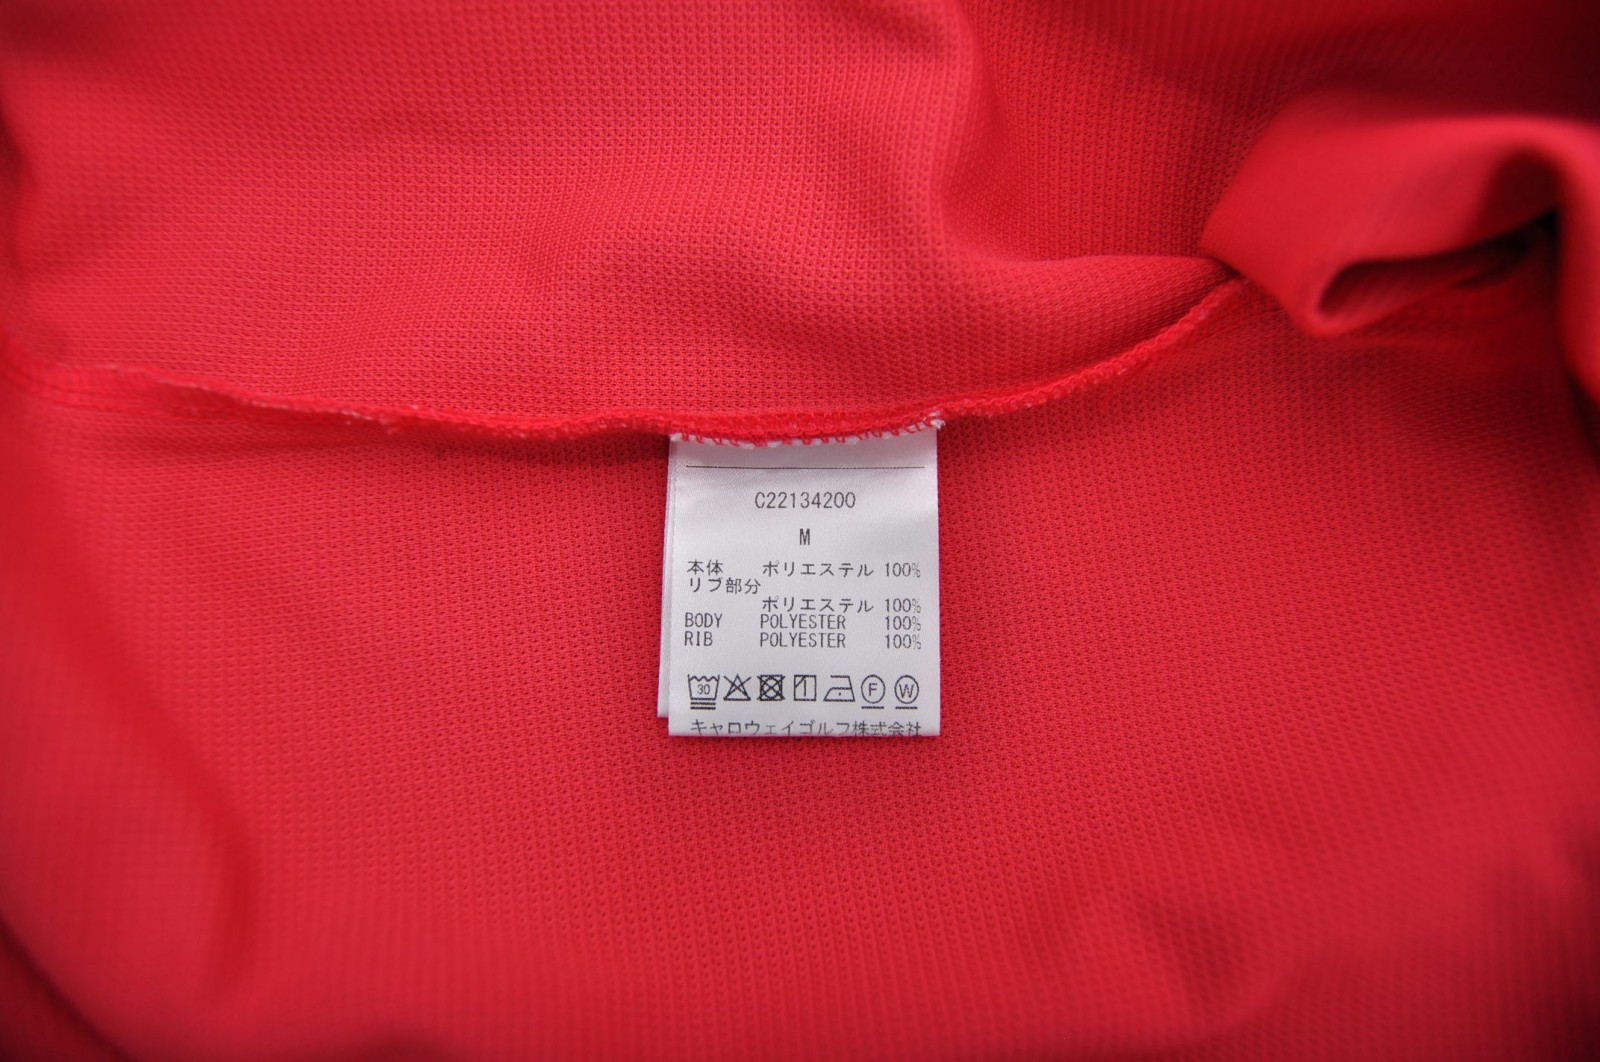 C22134200
M
本体 ポリエステル 100%
リブ部分
ポリエステル 100%
BODY POLYESTER 100%
RIB POLYESTER 100%
30 F W
キャロウェイゴルフ株式会社